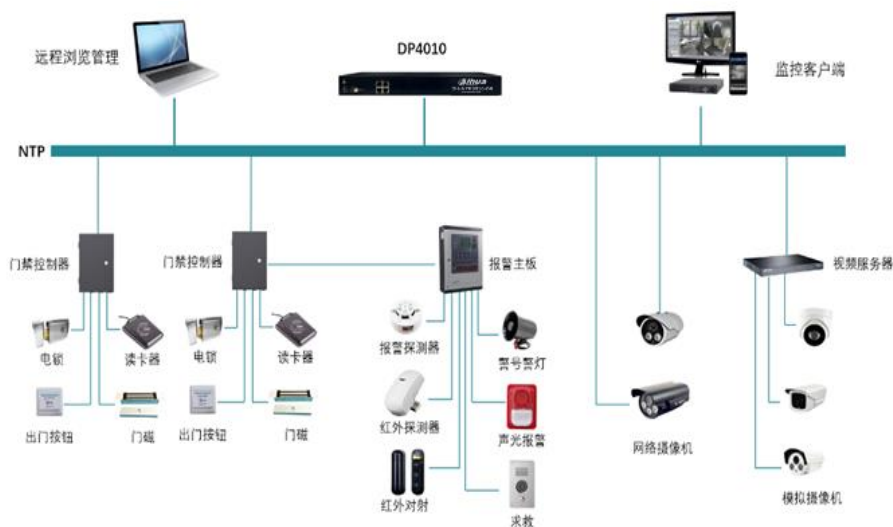 远程浏览管理
DP4010
监控客户端
alhua
NTP
门禁控制器
门禁控制器
报警主板
视频服务器
电锁
读卡器
电锁
读卡器
报警探测器
警号警灯
出门按钮
门磁
出门按钮
门磁
红外探测器
声光报警
网络摄像机
红外对射
求救
模拟摄像机